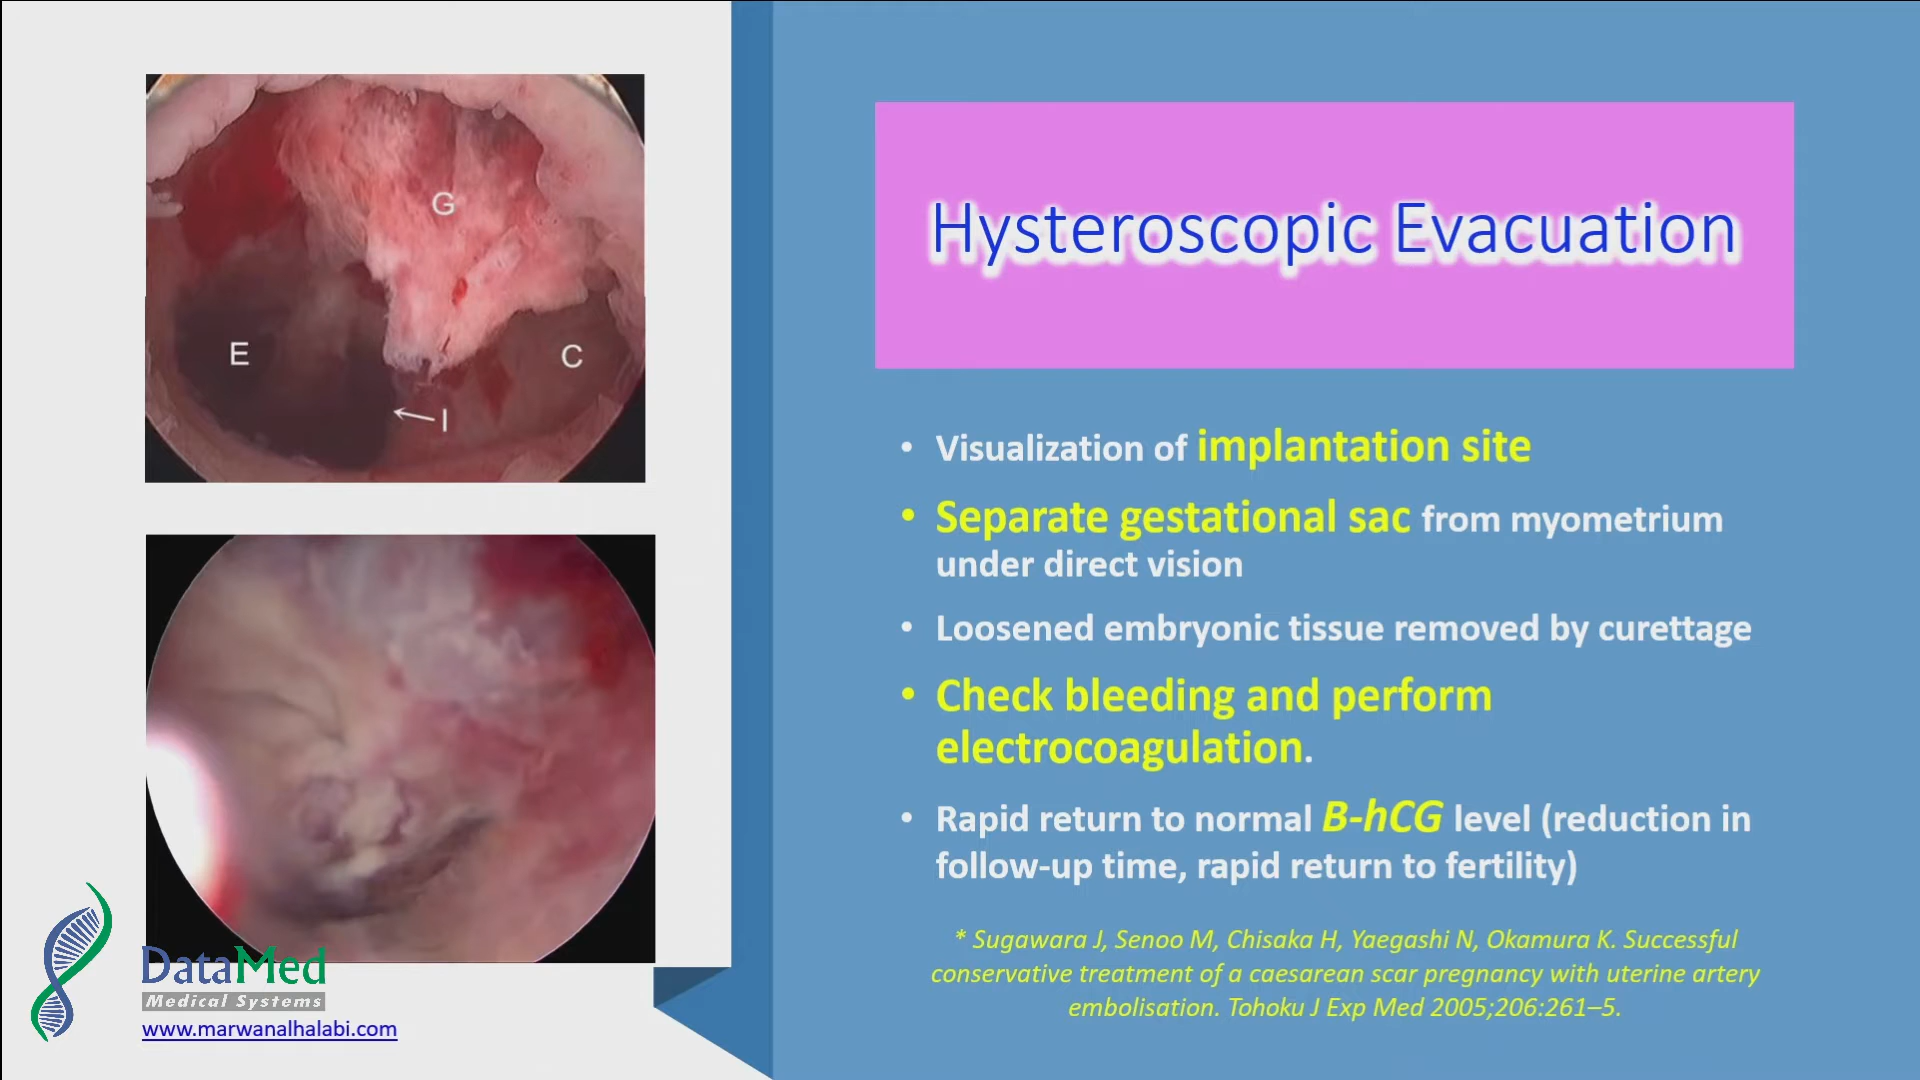 G
E
C
I
Hysteroscopic Evacuation
• Visualization of implantation site
• Separate gestational sac from myometrium
under direct vision
• Loosened embryonic tissue removed by curettage
• Check bleeding and perform
electrocoagulation.
• Rapid return to normal B-hCG level (reduction in
follow-up time, rapid return to fertility)
* Sugawara J, Senoo M, Chisaka H, Yaegashi N, Okamura K. Successful
conservative treatment of a caesarean scar pregnancy with uterine artery
embolisation. Tohoku J Exp Med 2005;206:261–5.
DataMed
Medical Systems
www.marwanalhalabi.com